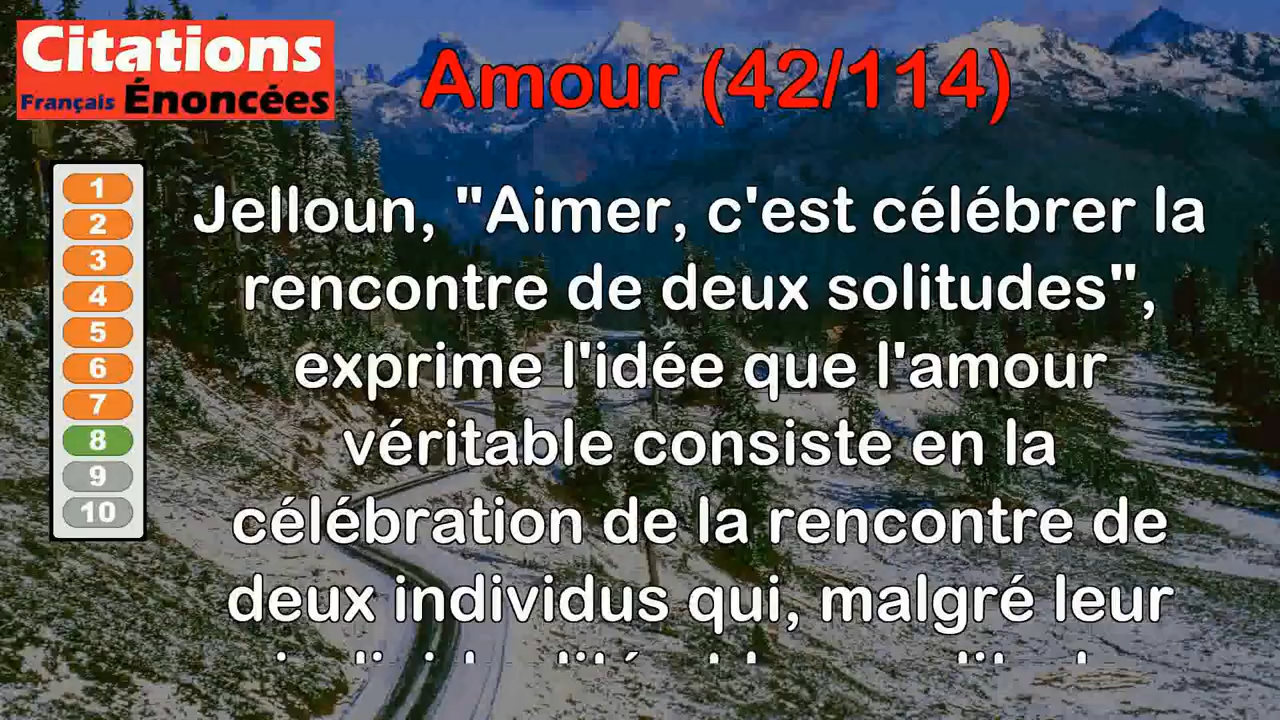 Citations
Français Énoncées
Amour (42/114)
1
2
3
4
5
6
7
8
9
10
Jelloun, "Aimer, c'est célébrer la
rencontre de deux solitudes",
exprime l'idée que l'amour
véritable consiste en la
célébration de la rencontre de
deux individus qui, malgré leur